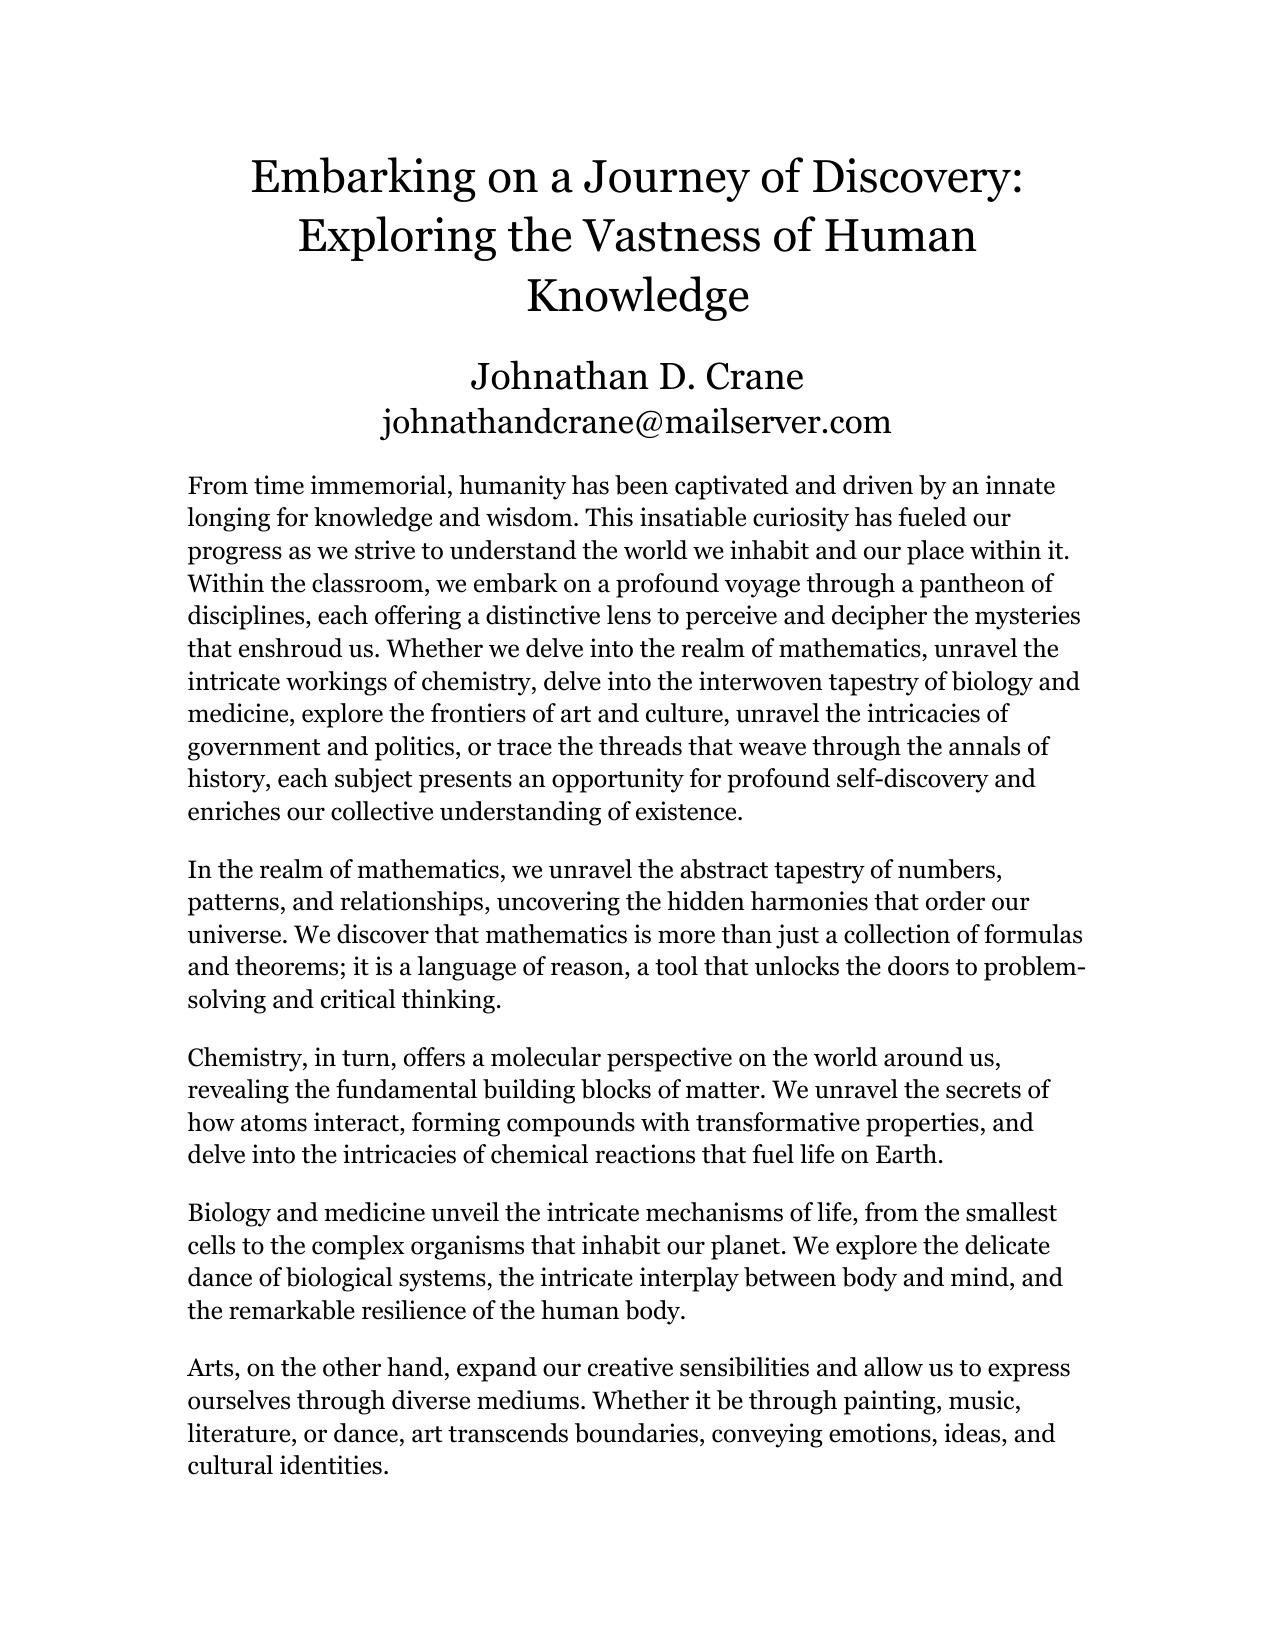 Embarking on a Journey of Discovery:
Exploring the Vastness of Human
Knowledge
Johnathan D. Crane
johnathandcrane@mailserver.com
From time immemorial, humanity has been captivated and driven by an innate
longing for knowledge and wisdom. This insatiable curiosity has fueled our
progress as we strive to understand the world we inhabit and our place within it.
Within the classroom, we embark on a profound voyage through a pantheon of
disciplines, each offering a distinctive lens to perceive and decipher the mysteries
that enshroud us. Whether we delve into the realm of mathematics, unravel the
intricate workings of chemistry, delve into the interwoven tapestry of biology and
medicine, explore the frontiers of art and culture, unravel the intricacies of
government and politics, or trace the threads that weave through the annals of
history, each subject presents an opportunity for profound self-discovery and
enriches our collective understanding of existence.
In the realm of mathematics, we unravel the abstract tapestry of numbers,
patterns, and relationships, uncovering the hidden harmonies that order our
universe. We discover that mathematics is more than just a collection of formulas
and theorems; it is a language of reason, a tool that unlocks the doors to problem-
solving and critical thinking.
Chemistry, in turn, offers a molecular perspective on the world around us,
revealing the fundamental building blocks of matter. We unravel the secrets of
how atoms interact, forming compounds with transformative properties, and
delve into the intricacies of chemical reactions that fuel life on Earth.
Biology and medicine unveil the intricate mechanisms of life, from the smallest
cells to the complex organisms that inhabit our planet. We explore the delicate
dance of biological systems, the intricate interplay between body and mind, and
the remarkable resilience of the human body.
Arts, on the other hand, expand our creative sensibilities and allow us to express
ourselves through diverse mediums. Whether it be through painting, music,
literature, or dance, art transcends boundaries, conveying emotions, ideas, and
cultural identities.